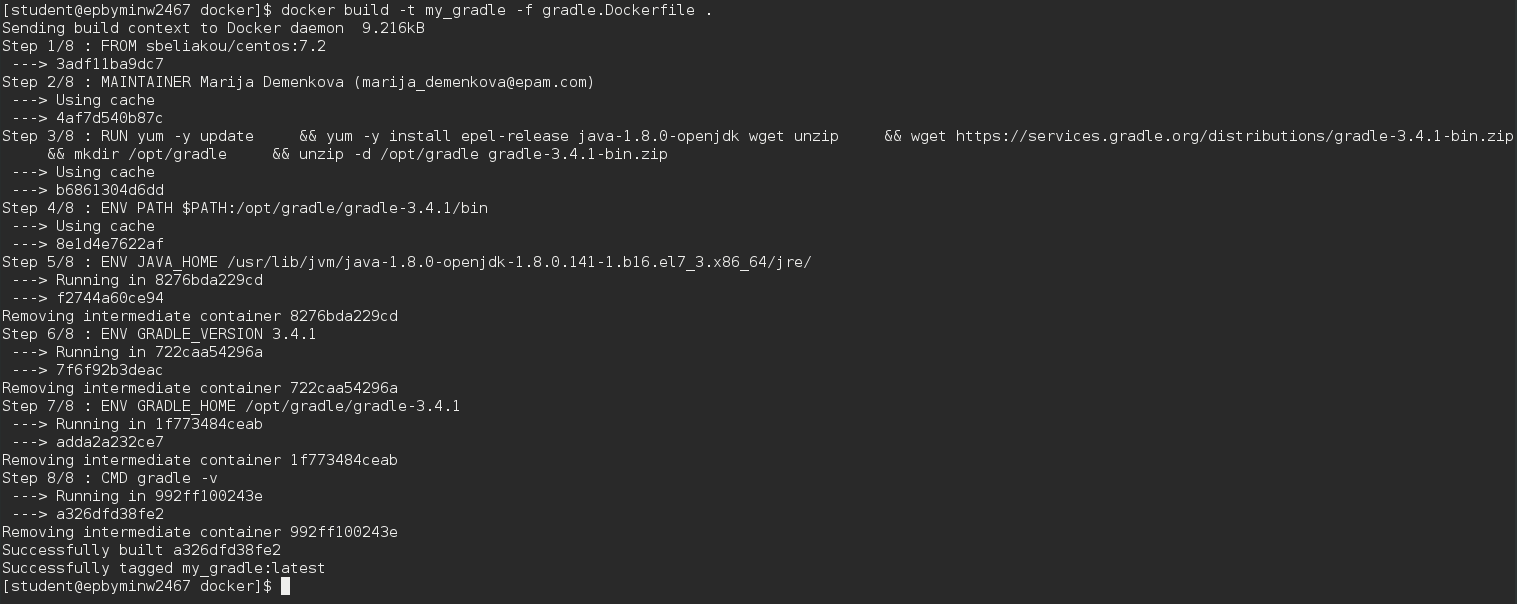 [student@epbyminw2467 docker]$ docker build -t my_gradle -f gradle.Dockerfile .
Sending build context to Docker daemon  9.216kB
Step 1/8 : FROM sbeliakou/centos:7.2
 ---> 3adf11ba9dc7
Step 2/8 : MAINTAINER Marija Demenkova (marija_demenkova@epam.com)
 ---> Using cache
 ---> 4af7d540b87c
Step 3/8 : RUN yum -y update     && yum -y install epel-release java-1.8.0-openjdk wget unzip     && wget https://services.gradle.org/distributions/gradle-3.4.1-bin.zip
     && mkdir /opt/gradle     && unzip -d /opt/gradle gradle-3.4.1-bin.zip
 ---> Using cache
 ---> b6861304d6dd
Step 4/8 : ENV PATH $PATH:/opt/gradle/gradle-3.4.1/bin
 ---> Using cache
 ---> 8e1d4e7622af
Step 5/8 : ENV JAVA_HOME /usr/lib/jvm/java-1.8.0-openjdk-1.8.0.141-1.b16.el7_3.x86_64/jre/
 ---> Running in 8276bda229cd
 ---> f2744a60ce94
Removing intermediate container 8276bda229cd
Step 6/8 : ENV GRADLE_VERSION 3.4.1
 ---> Running in 722caa54296a
 ---> 7f6f92b3deac
Removing intermediate container 722caa54296a
Step 7/8 : ENV GRADLE_HOME /opt/gradle/gradle-3.4.1
 ---> Running in 1f773484ceab
 ---> adda2a232ce7
Removing intermediate container 1f773484ceab
Step 8/8 : CMD gradle -v
 ---> Running in 992ff100243e
 ---> a326dfd38fe2
Removing intermediate container 992ff100243e
Successfully built a326dfd38fe2
Successfully tagged my_gradle:latest
[student@epbyminw2467 docker]$